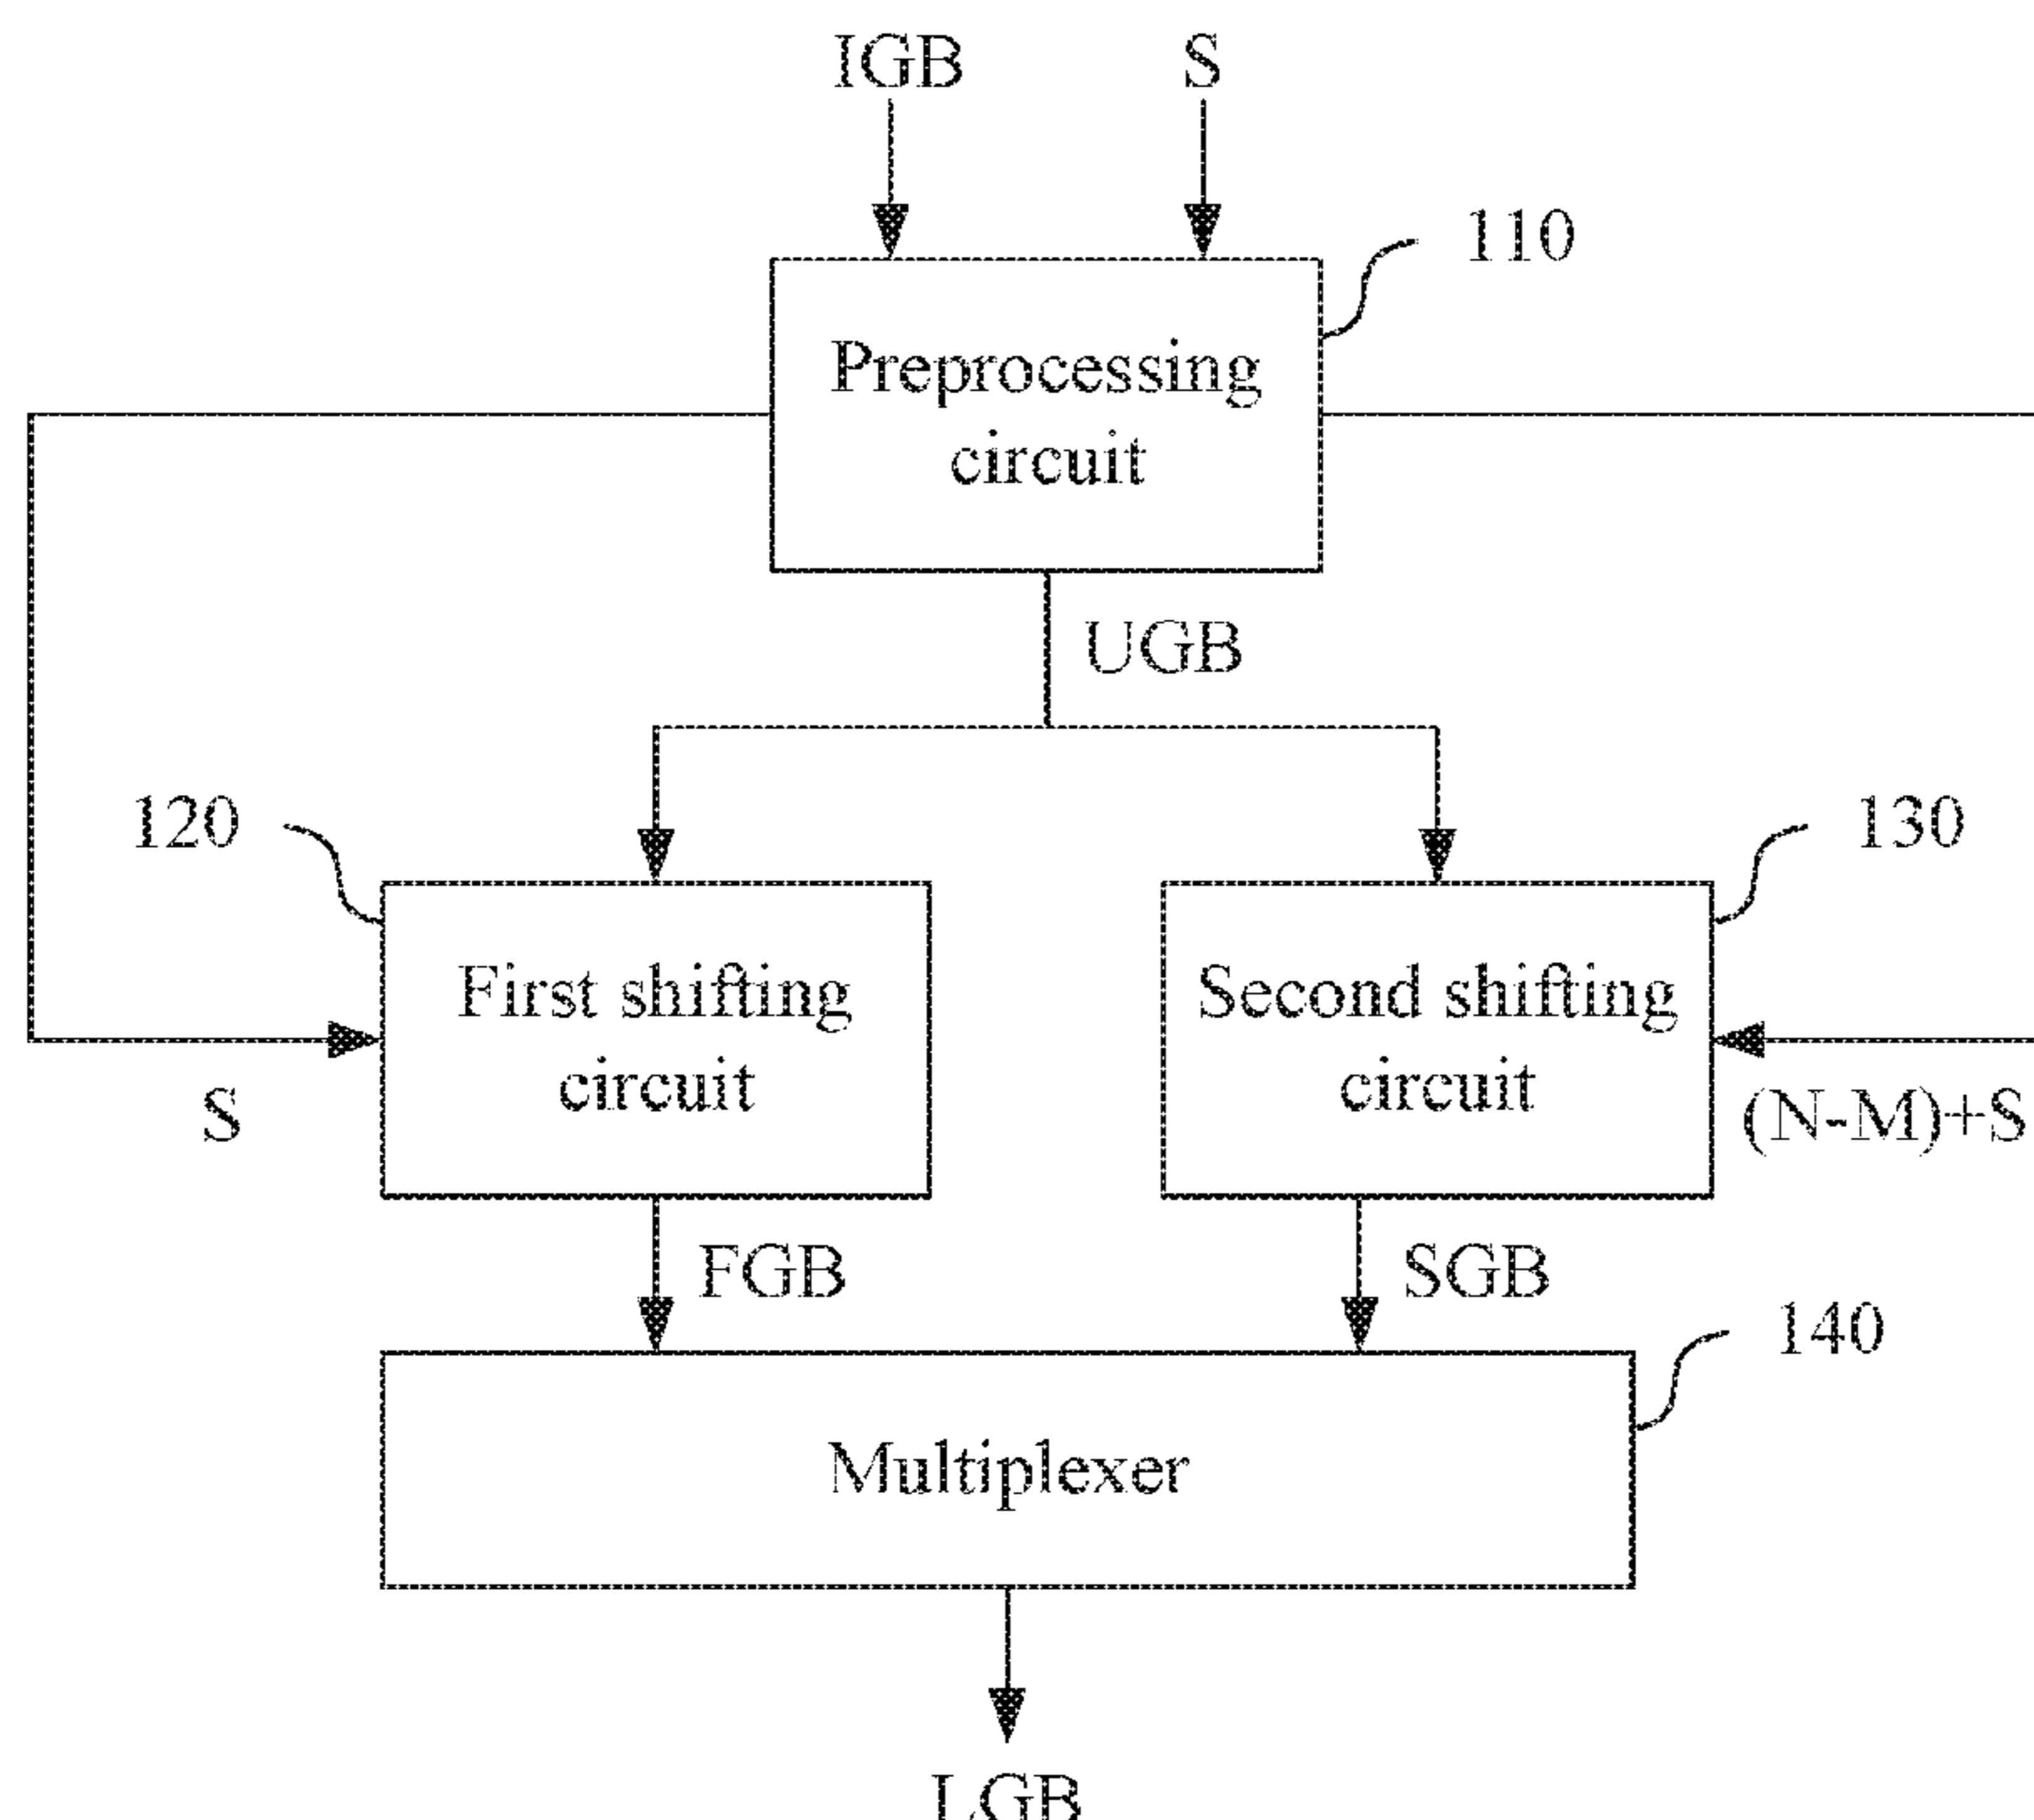 IGB
S
110
Preprocessing
circuit
UGB
120
130
First shifting
circuit
Second shifting
circuit
S
(N-M)+S
FGB
SGB
140
Multiplexer
LGB